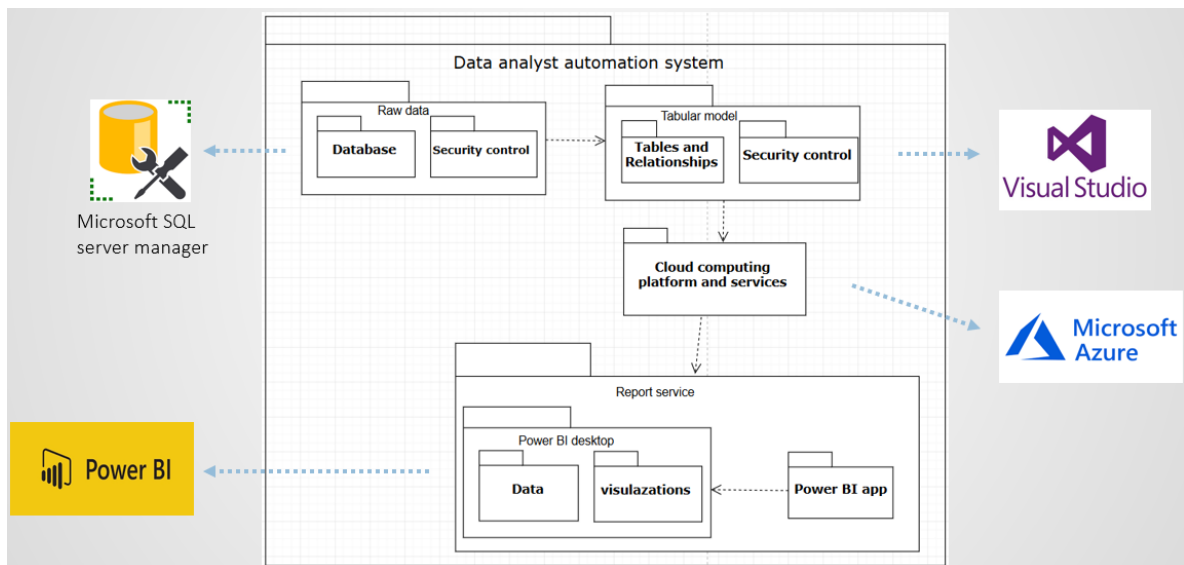 Data analyst automation system
Raw data
Database
Security control
Tabular model
Tables and
Relationships
Security control
Microsoft SQL
server manager
Visual Studio
Cloud computing
platform and services
Microsoft
Azure
Report service
Power BI desktop
Data
visulazations
Power BI app
Power BI